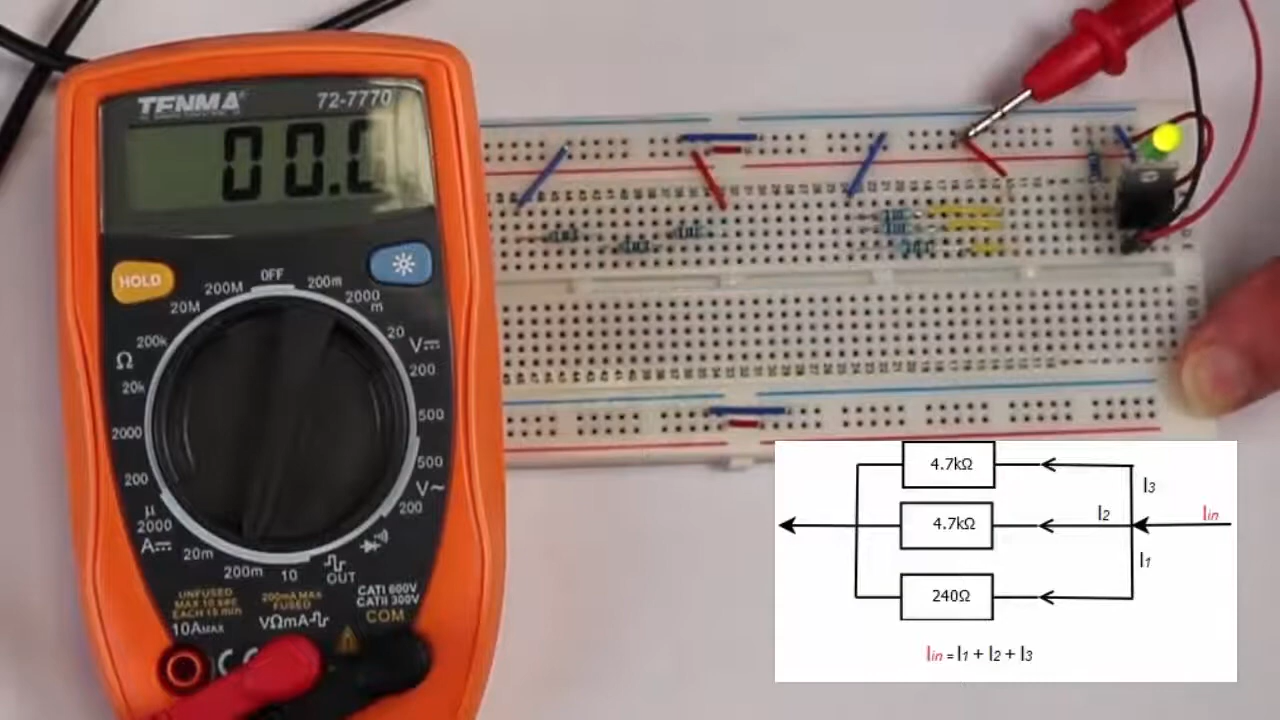 TENMA
72-7770
00.0
HOLD
OFF
200M
200m
20M
2000
m
200k
20
V
Ω
200
20k
500
2000
500
V~
200
200
μ
2000
A
20m
200m
10
OUT
UNFUSED
MAX 10 SEC
EACH 15 min
200mA MAX
FUSED
CATI 600V
CATII 300V
10AMAX
VΩmA
COM
CE
4.7kΩ
I3
4.7kΩ
I2
Iin
I1
240Ω
Iin = I1 + I2 + I3